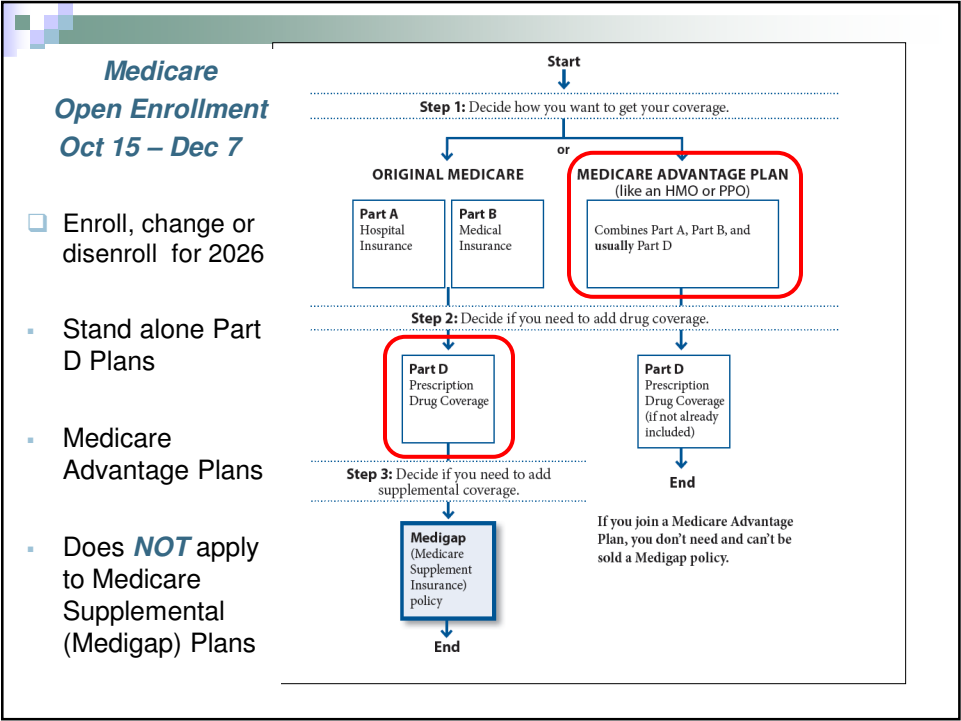 Medicare
Open Enrollment
Oct 15 – Dec 7
❑ Enroll, change or
disenroll for 2026
▪ Stand alone Part
D Plans
▪ Medicare
Advantage Plans
▪ Does NOT apply
to Medicare
Supplemental
(Medigap) Plans
Start
Step 1: Decide how you want to get your coverage.
or
ORIGINAL MEDICARE
Part A
Hospital
Insurance
Part B
Medical
Insurance
MEDICARE ADVANTAGE PLAN
(like an HMO or PPO)
Combines Part A, Part B, and
usually Part D
Step 2: Decide if you need to add drug coverage.
Part D
Prescription
Drug Coverage
Part D
Prescription
Drug Coverage
(if not already
included)
End
Step 3: Decide if you need to add
supplemental coverage.
Medigap
(Medicare
Supplement
Insurance)
policy
End
If you join a Medicare Advantage
Plan, you don't need and can't be
sold a Medigap policy.